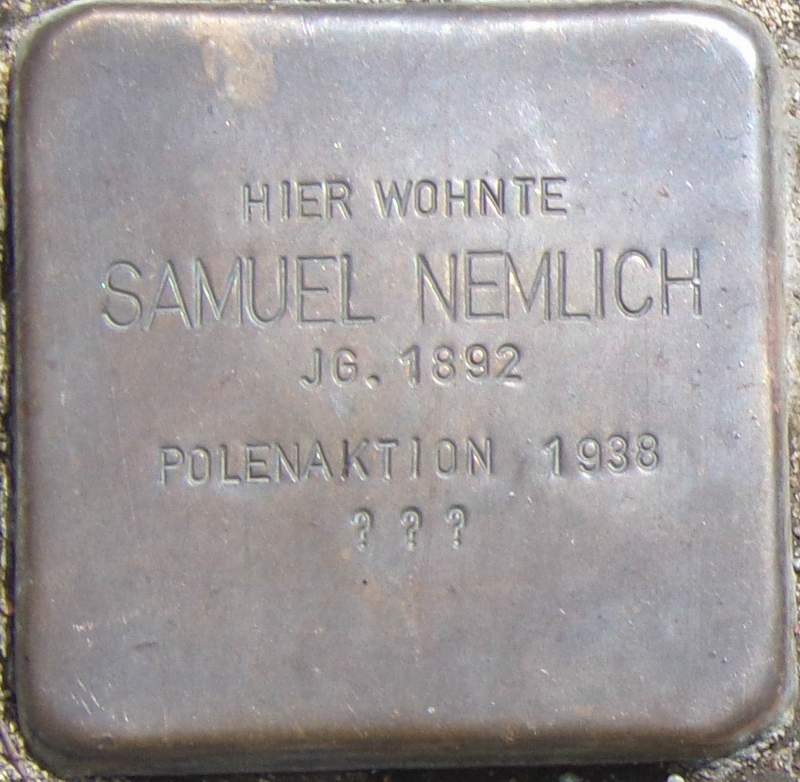 HIER WOHNTE
SAMUEL NEMLICH
JG. 1892
POLENAKTION 1938
? ? ?